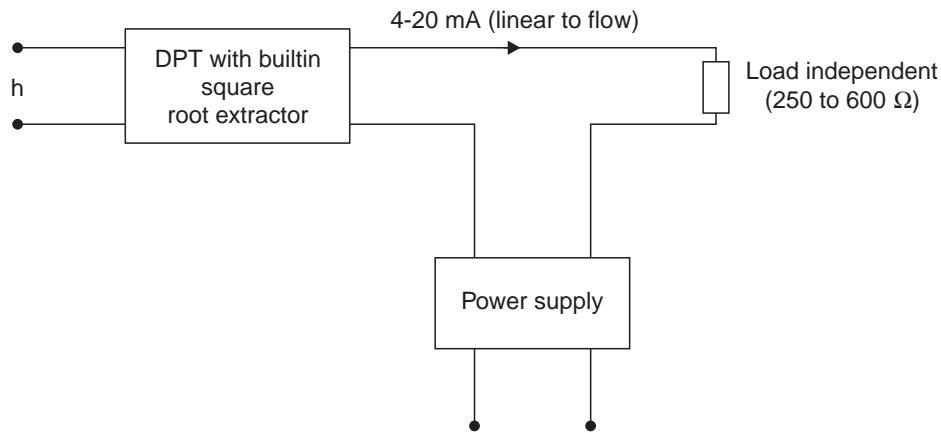 4-20 mA (linear to flow)
DPT with builtin
square
root extractor
h
Load independent
(250 to 600 Ω)
Power supply